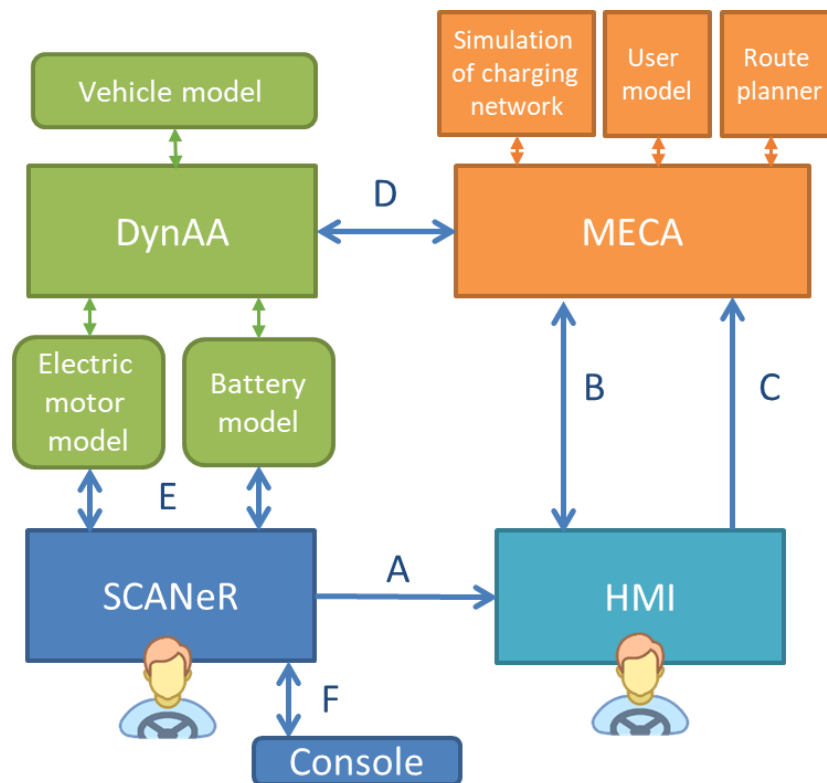 Vehicle model
Simulation
of charging
network
User
model
Route
planner
DynAA
D
MECA
Electric
motor
model
Battery
model
B
C
E
SCANeR
A
HMI
F
Console